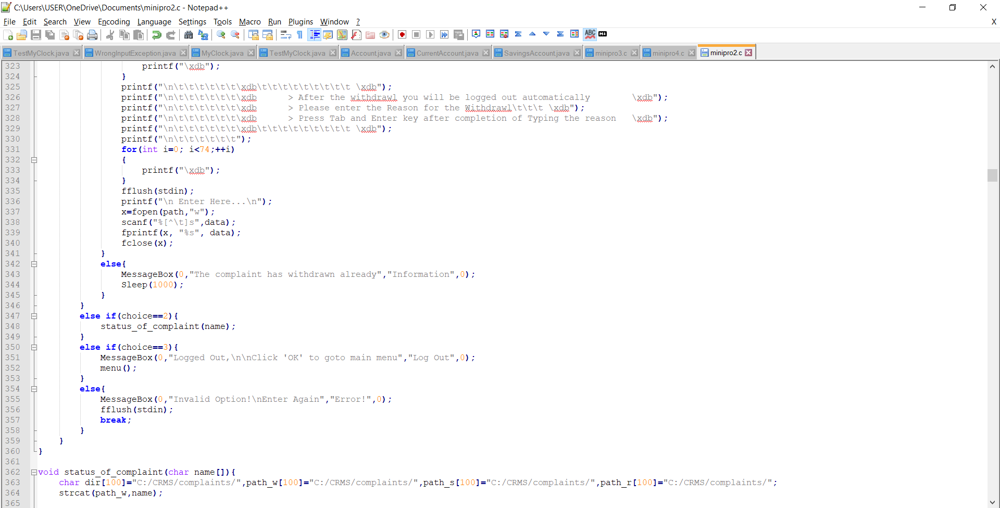 C:\Users\USER\OneDrive\Documents\minipro2.c - Notepad++
File Edit Search View Encoding Language Settings Tools Macro Run Plugins Window ? X
TestMyClock.java WrongInputException.java MyClock.java TestMyClock.java Account.java CurrentAccount.java SavingsAccount.java minipro3.c minipro4.c minipro2.c
323 printf("\xdb");
324 }
325 printf("\n\t\t\t\t\t\t\xdb\t\t\t\t\t\t\t\t\t \xdb");
326 printf("\n\t\t\t\t\t\t\xdb      > After the withdrawl you will be logged out automatically        \xdb");
327 printf("\n\t\t\t\t\t\t\xdb      > Please enter the Reason for the Withdrawl\t\t\t \xdb");
328 printf("\n\t\t\t\t\t\t\xdb      > Press Tab and Enter key after completion of Typing the reason   \xdb");
329 printf("\n\t\t\t\t\t\t\xdb\t\t\t\t\t\t\t\t\t \xdb");
330 printf("\n\t\t\t\t\t\t");
331 for(int i=0; i<74;++i)
332 {
333 printf("\xdb");
334 }
335 fflush(stdin);
336 printf("\n Enter Here...\n");
337 x=fopen(path,"w");
338 scanf("%[^\t]s",data);
339 fprintf(x, "%s", data);
340 fclose(x);
341 }
342 else{
343 MessageBox(0,"The complaint has withdrawn already","Information",0);
344 Sleep(1000);
345 }
346 }
347 else if(choice==2){
348 status_of_complaint(name);
349 }
350 else if(choice==3){
351 MessageBox(0,"Logged Out,\n\nClick 'OK' to goto main menu","Log Out",0);
352 menu();
353 }
354 else{
355 MessageBox(0,"Invalid Option!\nEnter Again","Error!",0);
356 fflush(stdin);
357 break;
358 }
359 }
360 }
361
362 void status_of_complaint(char name[]){
363 char dir[100]="C:/CRMS/complaints/",path_w[100]="C:/CRMS/complaints/",path_s[100]="C:/CRMS/complaints/",path_r[100]="C:/CRMS/complaints/";
364 strcat(path_w,name);
365